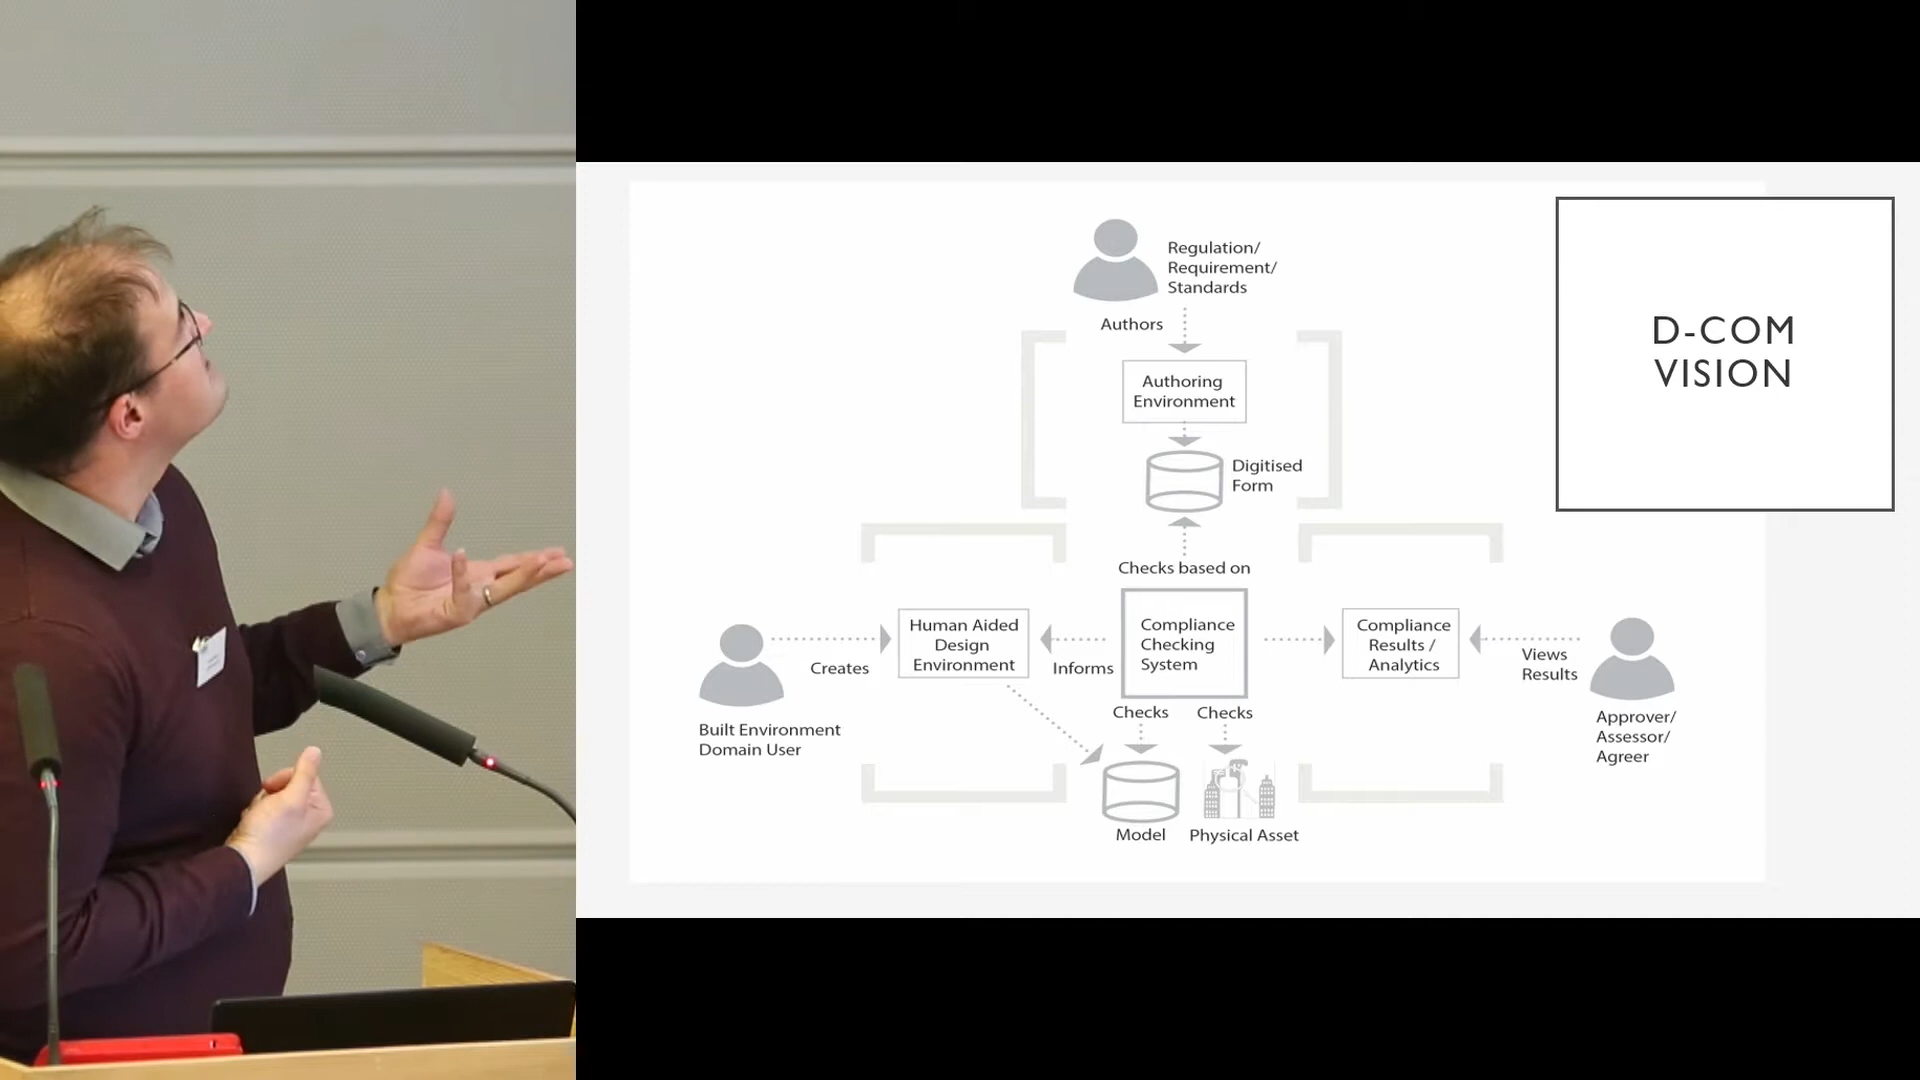 D-COM
VISION
Regulation/
Requirement/
Standards
Authors
Authoring
Environment
Digitised
Form
Checks based on
Human Aided
Design
Environment
Compliance
Checking
System
Compliance
Results /
Analytics
Creates
Informs
Views
Results
Built Environment
Domain User
Checks
Checks
Approver/
Assessor/
Agreer
Model
Physical Asset